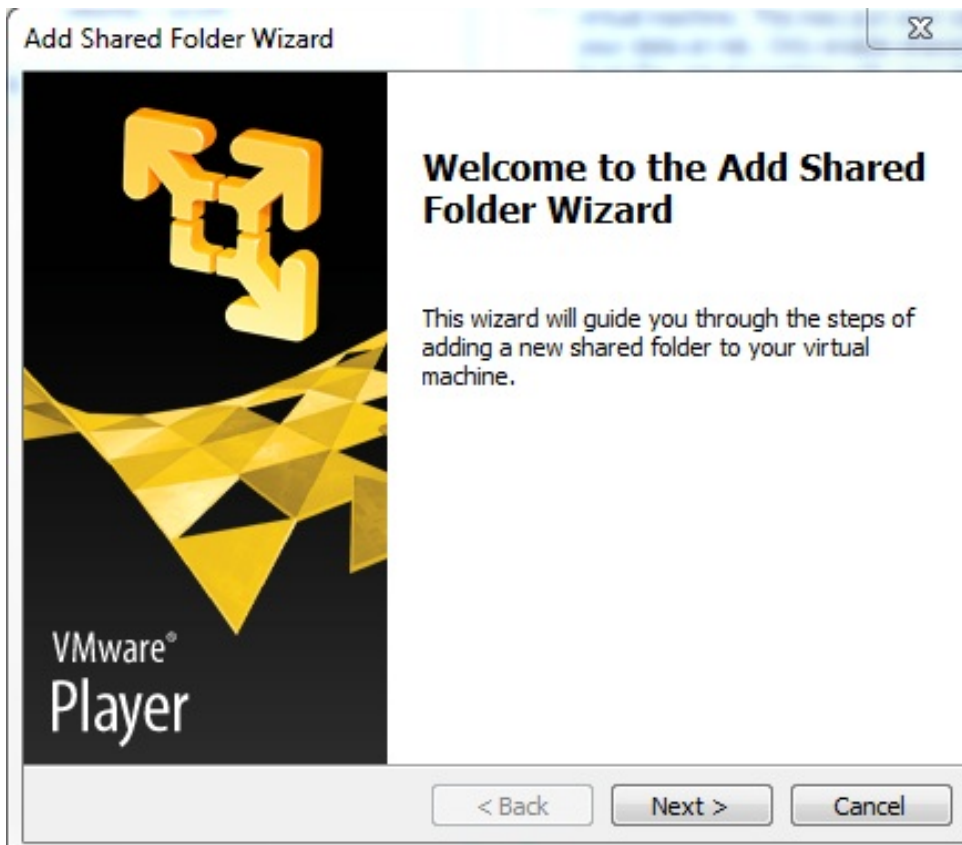 Add Shared Folder Wizard
Welcome to the Add Shared
Folder Wizard
This wizard will guide you through the steps of
adding a new shared folder to your virtual
machine.
VMware®
Player
< Back Next > Cancel